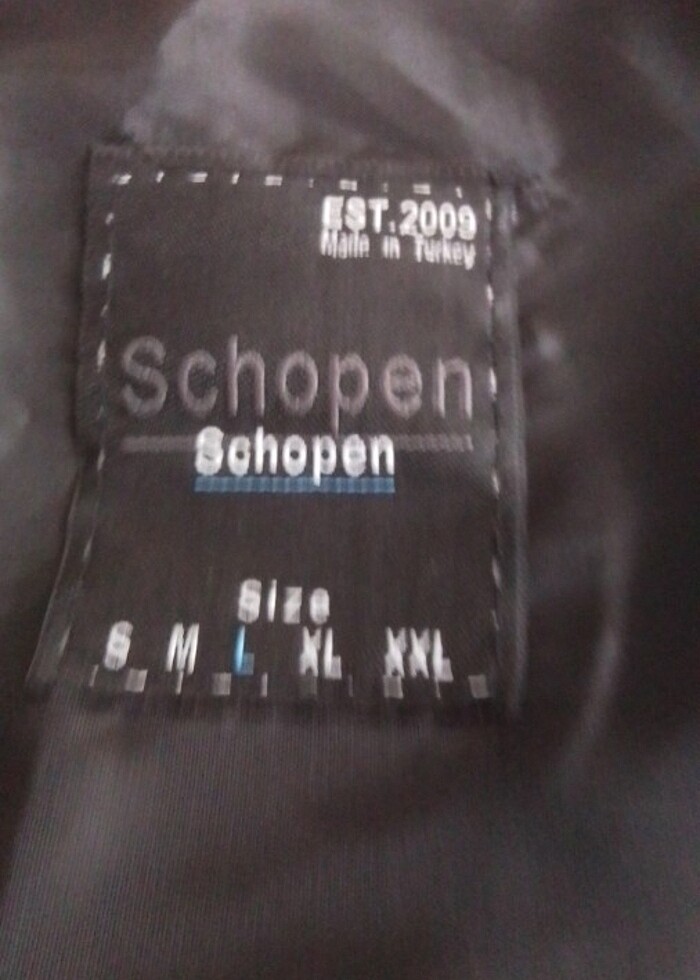 EST.2009
Made in Turkey
Schopen
Schopen
Size
S M L XL XXL